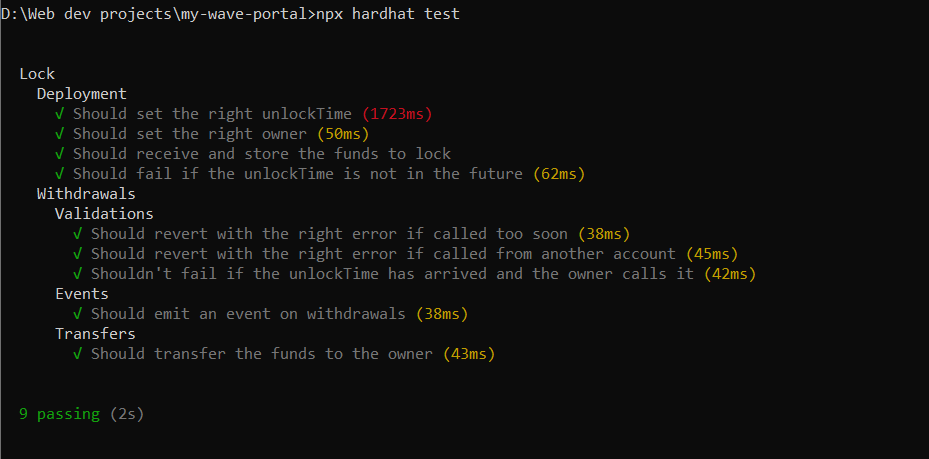 D:\Web dev projects\my-wave-portal>npx hardhat test
Lock
Deployment
√ Should set the right unlockTime (1723ms)
√ Should set the right owner (50ms)
√ Should receive and store the funds to lock
√ Should fail if the unlockTime is not in the future (62ms)
Withdrawals
Validations
√ Should revert with the right error if called too soon (38ms)
√ Should revert with the right error if called from another account (45ms)
√ Shouldn't fail if the unlockTime has arrived and the owner calls it (42ms)
Events
√ Should emit an event on withdrawals (38ms)
Transfers
√ Should transfer the funds to the owner (43ms)
9 passing (2s)